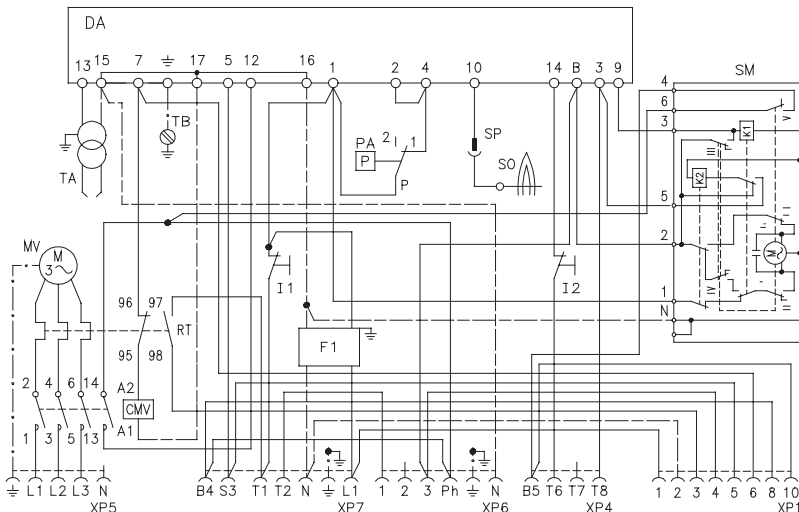 DA
13 15 7 17 5 12 16 1 2 4 10 14 B 3 9
SM
TB
TA
PA
P
2 1
P
SP
SO
4
6
3
5
2
1
N
K1
K2
V
III
II
IV
I
III
M
MV
M
3~
96 97
RT
95 98
I1
I2
F1
2 4 6 14 A2
CMV
1 3 5 13 A1
L1 L2 L3 N
XP5
B4 S3 T1 T2 N L1
XP7
1 2 3 Ph N
XP6
B5 T6 T7 T8
XP4
1 2 3 4 5 6 8 10
XP1